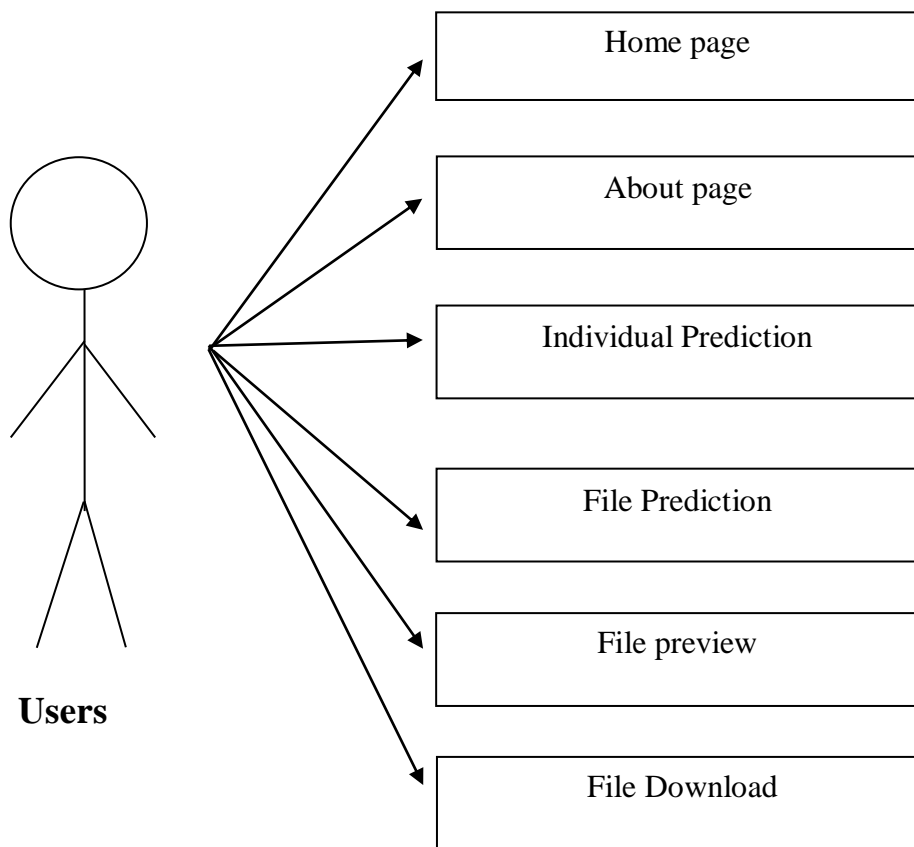 Home page
About page
Individual Prediction
File Prediction
File preview
Users
File Download